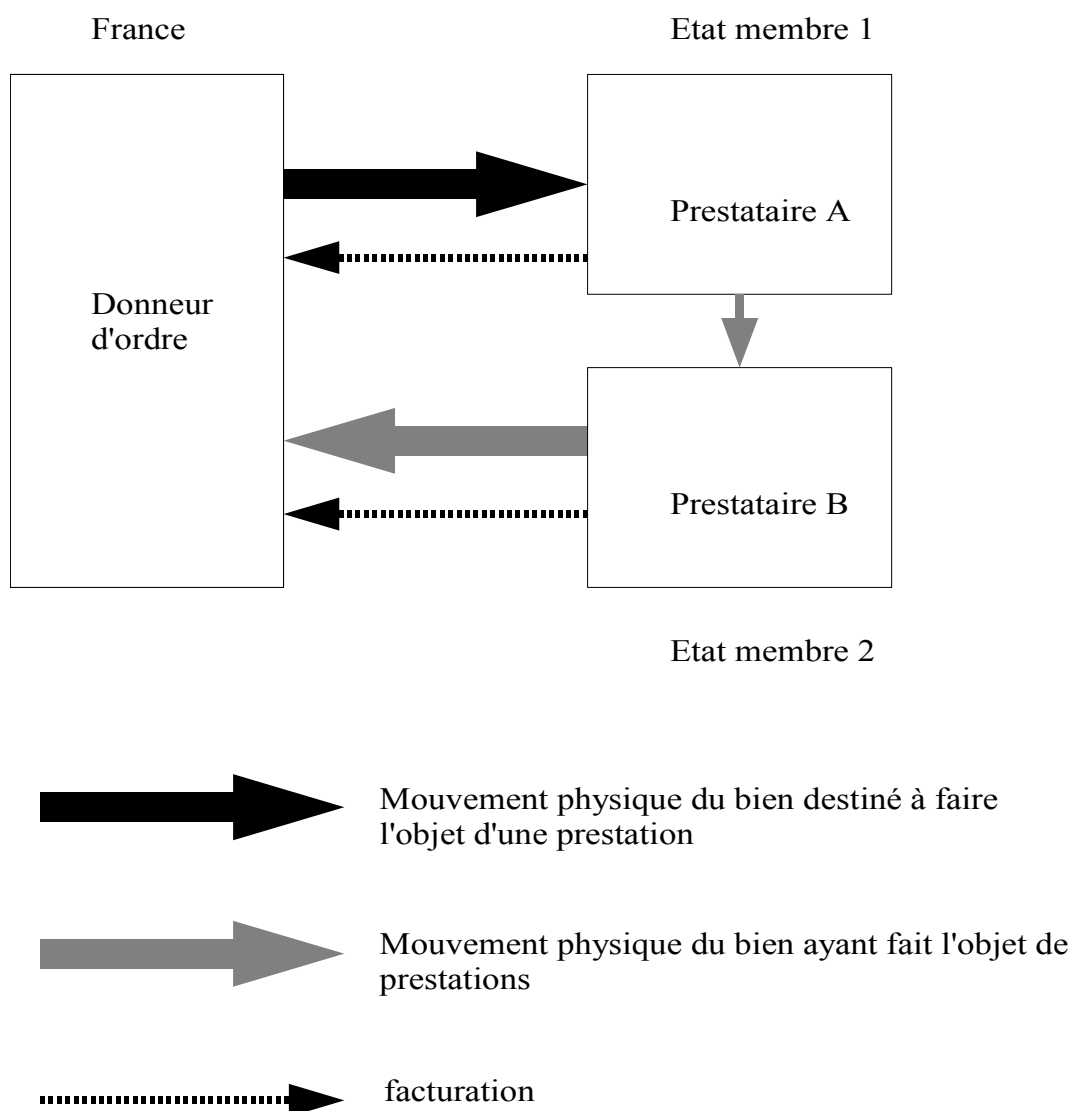 France
Etat membre 1
Prestataire A
Donneur
d'ordre
Prestataire B
Etat membre 2
Mouvement physique du bien destiné à faire
l'objet d'une prestation
Mouvement physique du bien ayant fait l'objet de
prestations
facturation